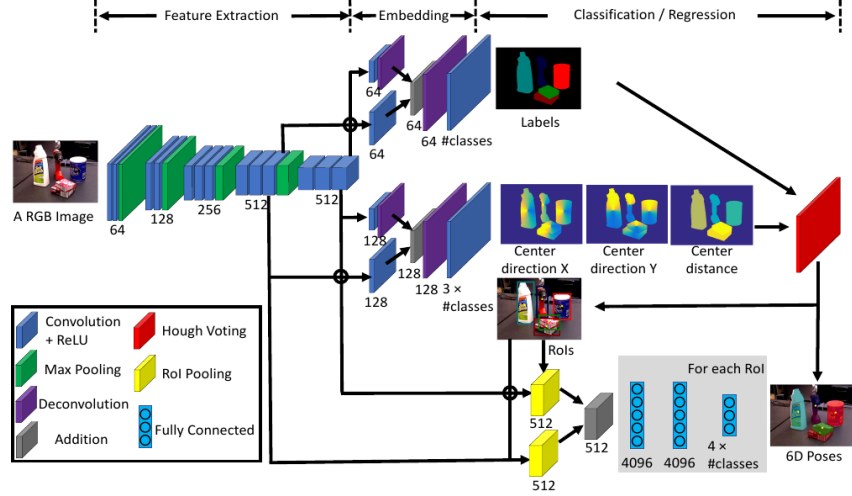 Feature Extraction
Embedding
Classification / Regression
64
64
64
64
#classes
Labels
A RGB Image
64
128
256
512
512
128
128
128
128
3 ×
#classes
Center
direction X
Center
direction Y
Center
distance
RoIs
Convolution
+ ReLU
Max Pooling
Deconvolution
Addition
Hough Voting
RoI Pooling
Fully Connected
512
512
512
For each RoI
4096
4096
4 ×
#classes
6D Poses